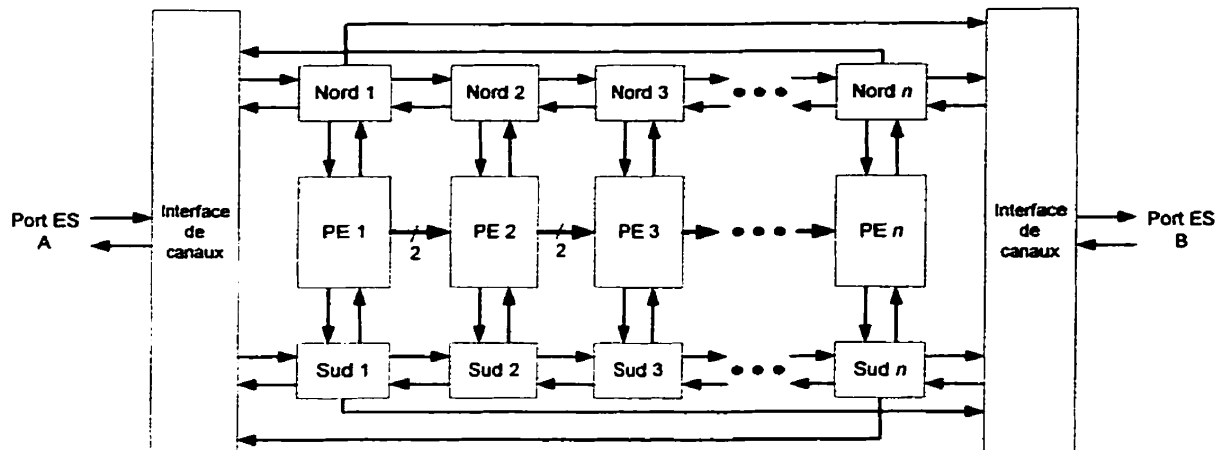 Nord 1
Nord 2
Nord 3
Nord n
Port ES
A
Interface
de
canaux
PE 1
2
PE 2
2
PE 3
PE n
Interface
de
canaux
Port ES
B
Sud 1
Sud 2
Sud 3
Sud n